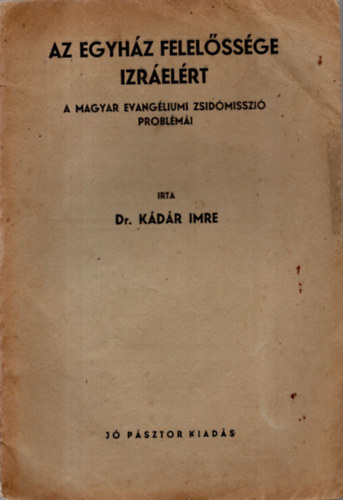 AZ EGYHÁZ FELELŐSSÉGE
IZRÁELÉRT
A MAGYAR EVANGÉLIUMI ZSIDÓMISSZIÓ
PROBLÉMÁI
IRTA
Dr. KÁDÁR IMRE
JÓ PÁSZTOR KIADÁS